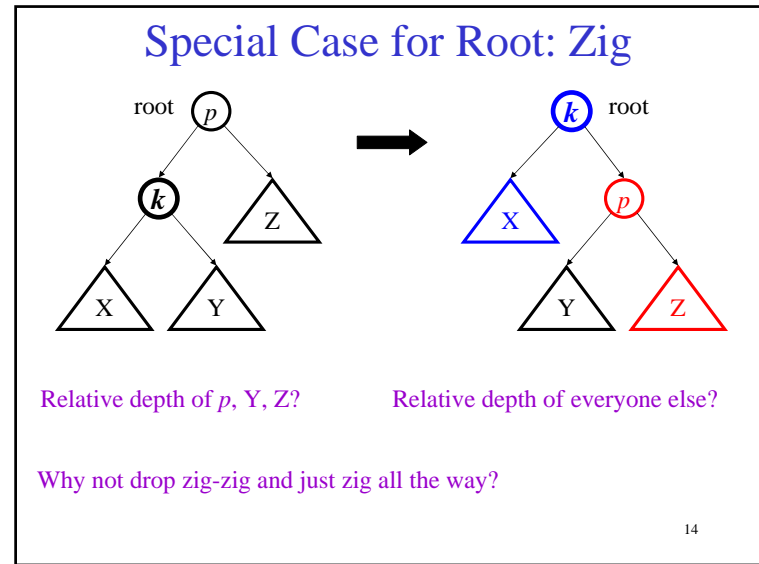 Special Case for Root: Zig
root p
k root
k
Z
X
p
X
Y
Y
Z
Relative depth of p, Y, Z?
Relative depth of everyone else?
Why not drop zig-zig and just zig all the way?
14